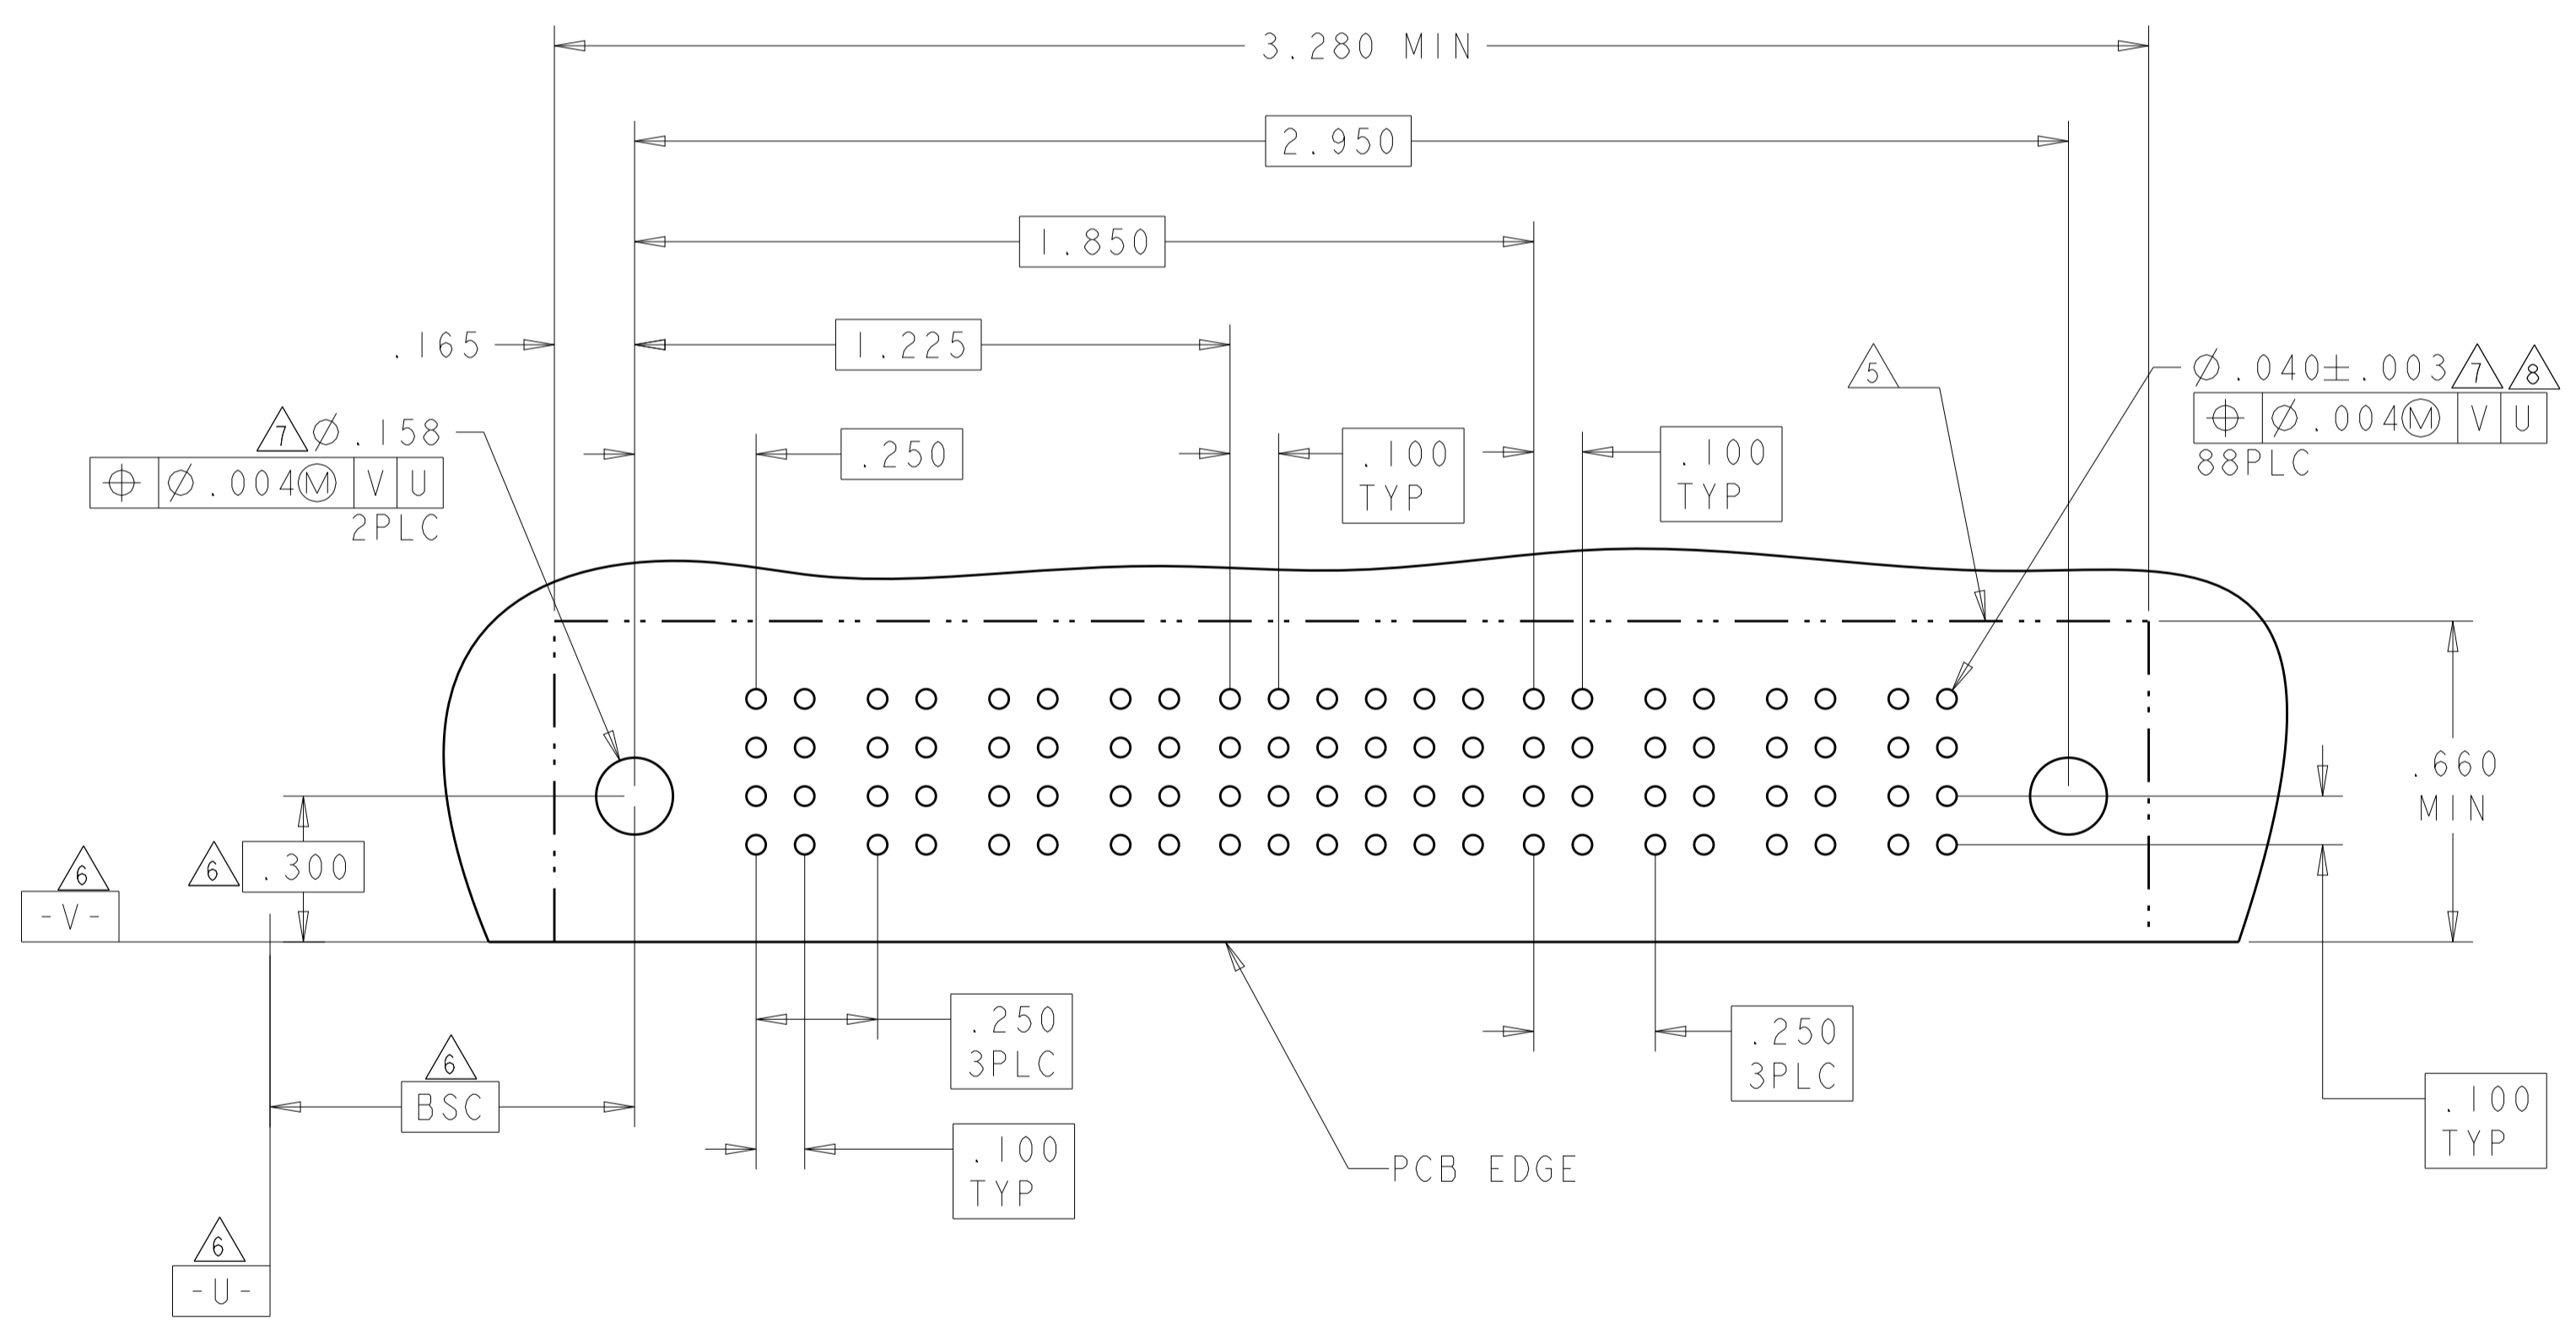 3.280 MIN
2.950
1.850
.165
1.225
5
Ø.040±.003 7 8
⌖ Ø.004Ⓜ V U
88PLC
7 Ø.158
⌖ Ø.004Ⓜ V U
2PLC
.250
.100
TYP
.100
TYP
.660
MIN
6
-V-
6 .300
.250
3PLC
.250
3PLC
6
BSC
.100
TYP
.100
TYP
PCB EDGE
6
-U-